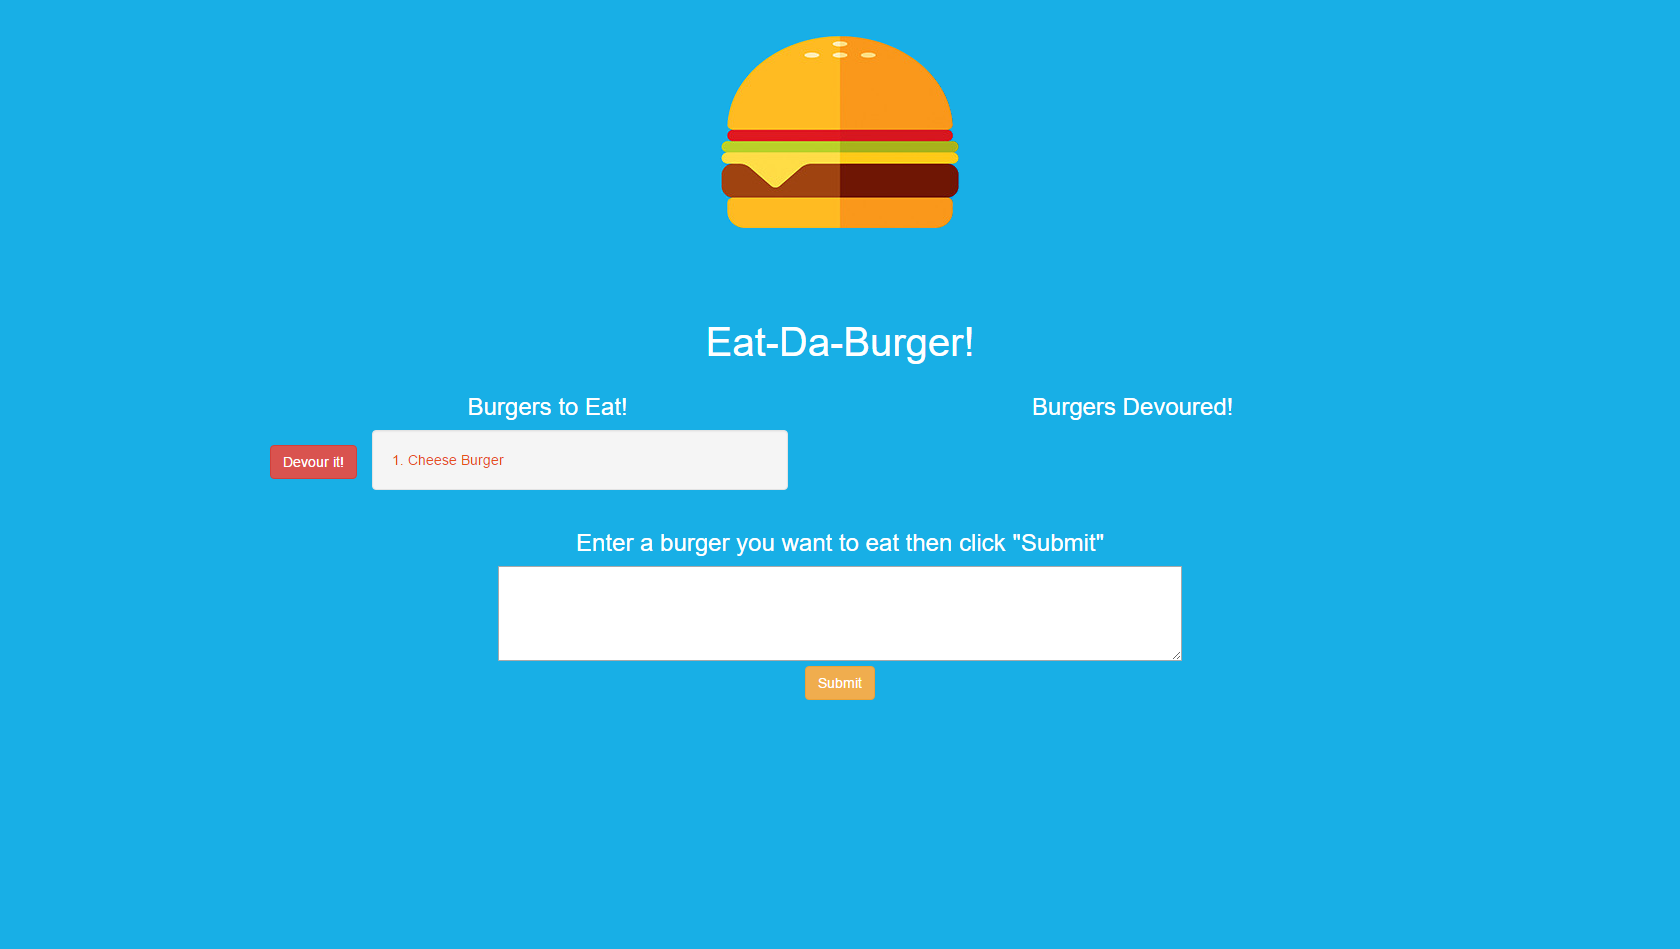 Eat-Da-Burger!
Burgers to Eat!
Burgers Devoured!
Devour it!
1. Cheese Burger
Enter a burger you want to eat then click "Submit"
Submit